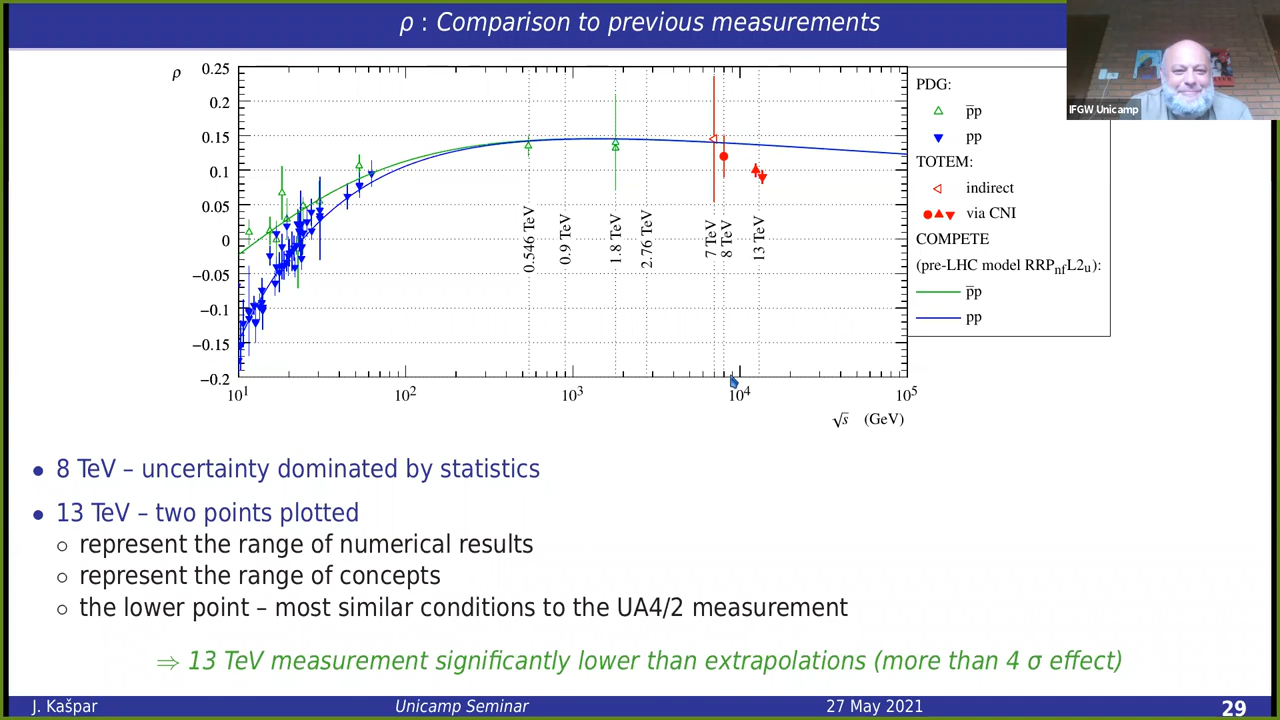 ρ : Comparison to previous measurements
IFGW Unicamp
ρ
0.25
0.2
0.15
0.1
0.05
0
−0.05
−0.1
−0.15
−0.2
0.546 TeV
0.9 TeV
1.8 TeV
2.76 TeV
7 TeV
8 TeV
13 TeV
10¹
10²
10³
10⁴
10⁵
√s (GeV)
PDG:
p̅p
pp
TOTEM:
indirect
via CNI
COMPETE
(pre-LHC model RRPnfL2u):
p̅p
pp
• 8 TeV – uncertainty dominated by statistics
• 13 TeV – two points plotted
○ represent the range of numerical results
○ represent the range of concepts
○ the lower point – most similar conditions to the UA4/2 measurement
⇒ 13 TeV measurement significantly lower than extrapolations (more than 4 σ effect)
J. Kašpar Unicamp Seminar 27 May 2021 29